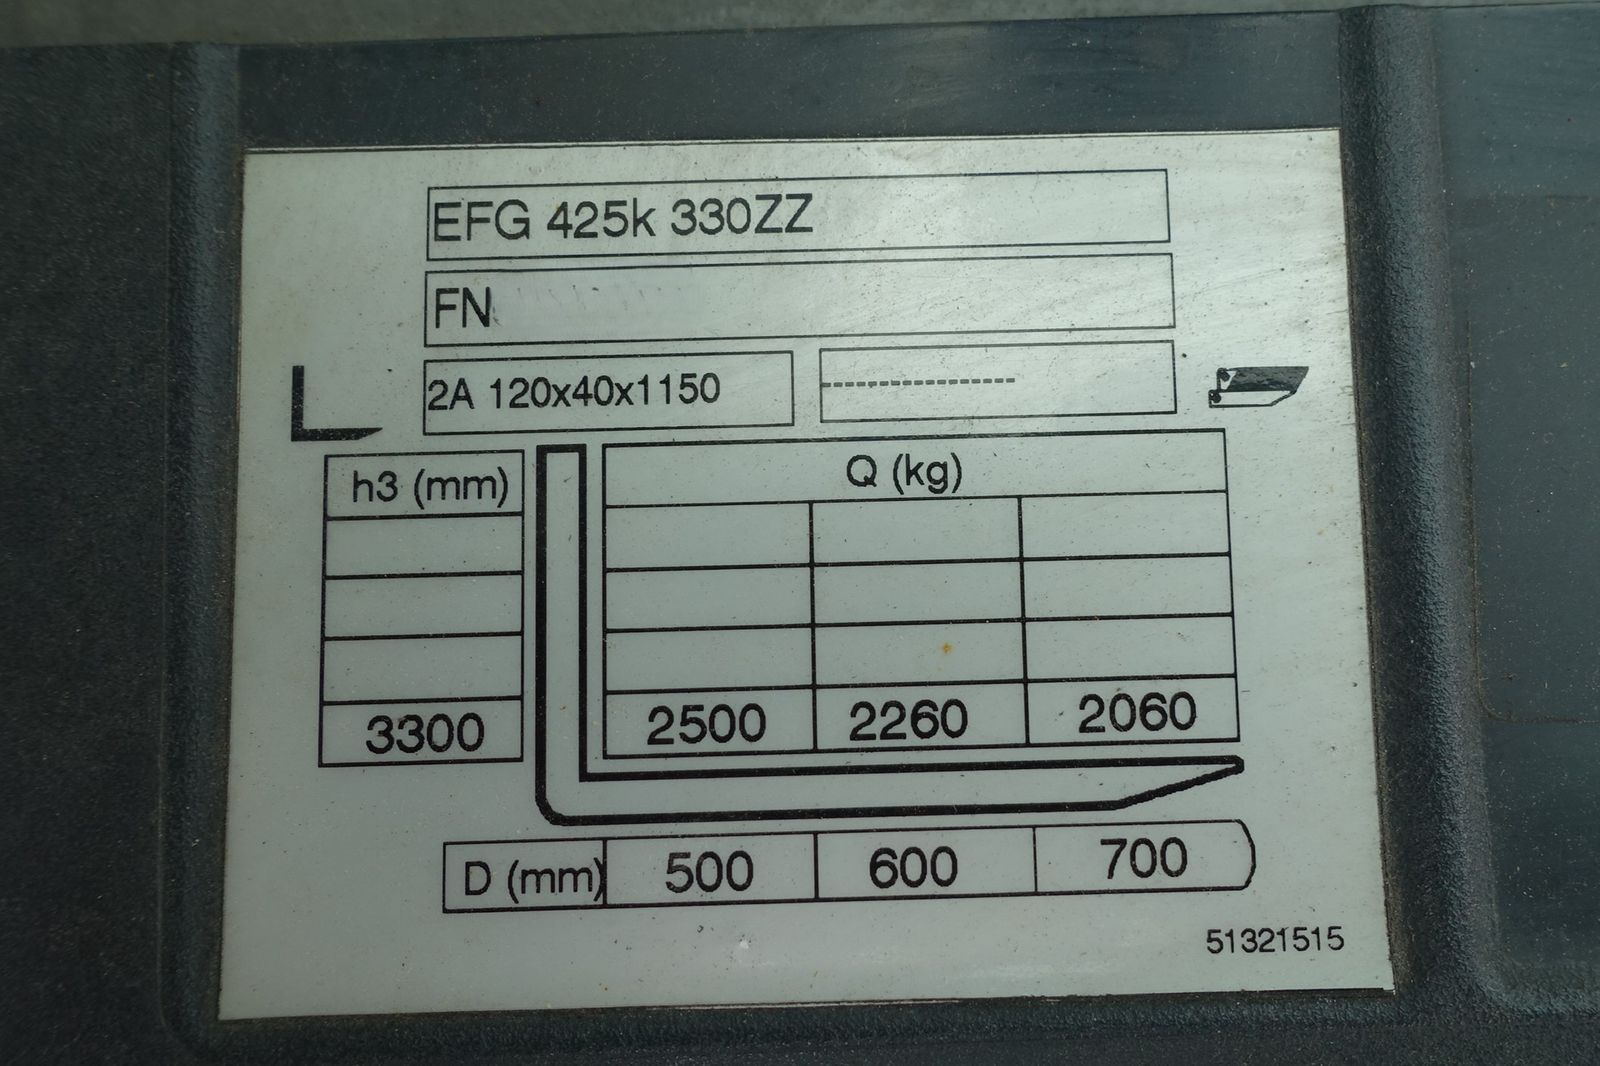 EFG 425k 330ZZ
FN
2A 120x40x1150 --------------------
h3 (mm) Q (kg)
3300 2500 2260 2060
D (mm) 500 600 700
51321515